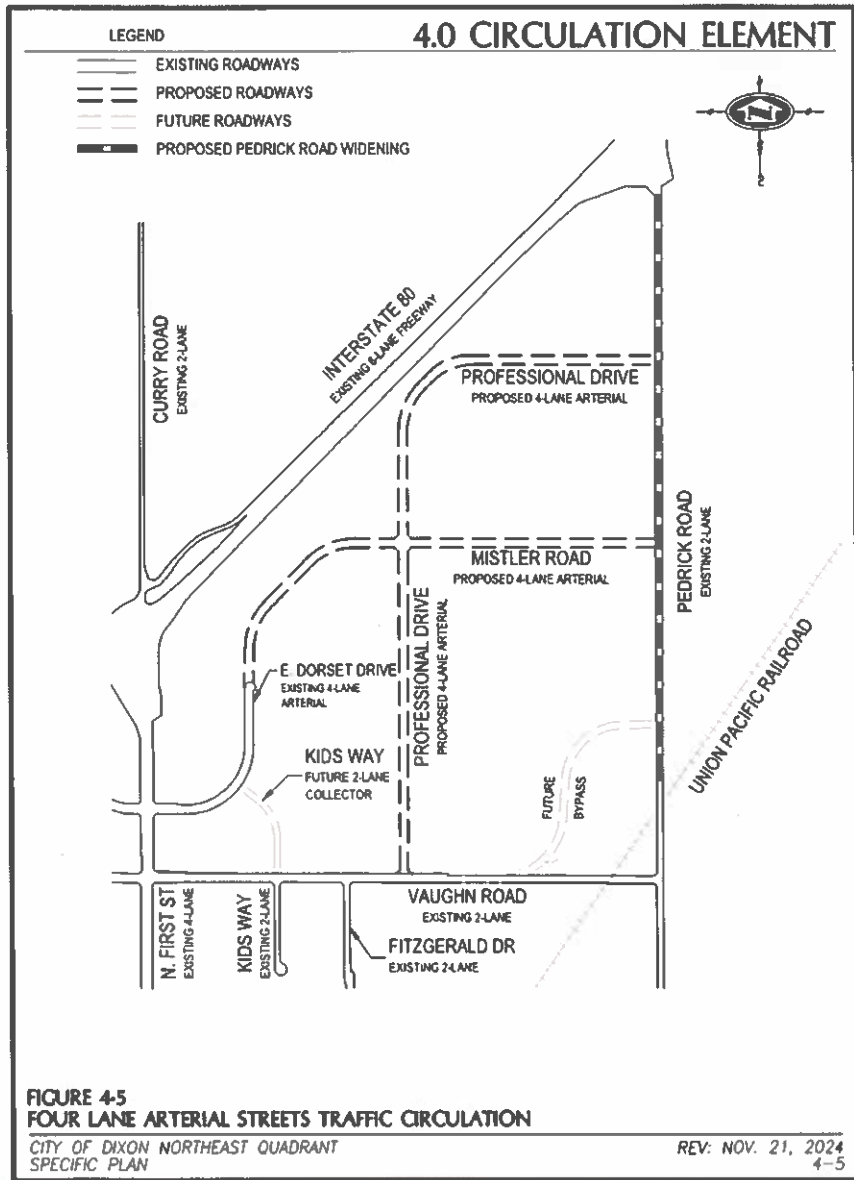 LEGEND
4.0 CIRCULATION ELEMENT
EXISTING ROADWAYS
PROPOSED ROADWAYS
FUTURE ROADWAYS
PROPOSED PEDRICK ROAD WIDENING
N
CURRY ROAD
EXISTING 2-LANE
INTERSTATE 80
EXISTING 6-LANE FREEWAY
PROFESSIONAL DRIVE
PROPOSED 4-LANE ARTERIAL
MISTLER ROAD
PROPOSED 4-LANE ARTERIAL
PEDRICK ROAD
EXISTING 2-LANE
PROFESSIONAL DRIVE
PROPOSED 4-LANE ARTERIAL
UNION PACIFIC RAILROAD
E. DORSET DRIVE
EXISTING 4-LANE
ARTERIAL
KIDS WAY
FUTURE 2-LANE
COLLECTOR
FUTURE
BYPASS
N. FIRST ST
EXISTING 4-LANE
KIDS WAY
EXISTING 2-LANE
VAUGHN ROAD
EXISTING 2-LANE
FITZGERALD DR
EXISTING 2-LANE
FIGURE 4-5
FOUR LANE ARTERIAL STREETS TRAFFIC CIRCULATION
CITY OF DIXON NORTHEAST QUADRANT
SPECIFIC PLAN
REV: NOV. 21, 2024
4-5